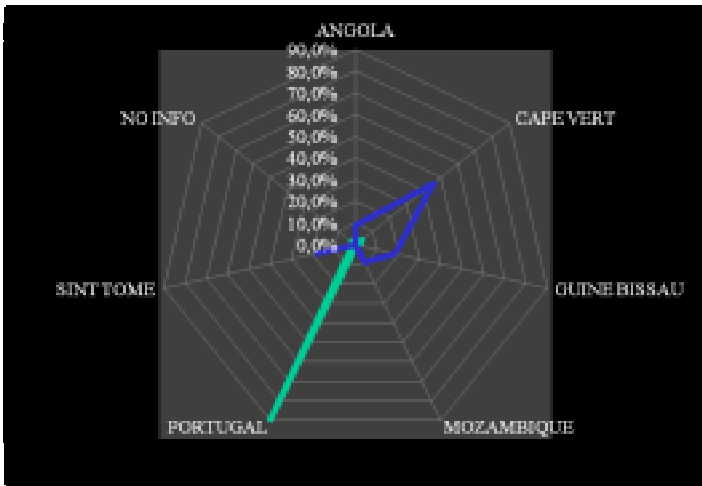 ANGOLA
90,0%
80,0%
70,0%
60,0%
50,0%
40,0%
30,0%
20,0%
10,0%
0,0%
NO INFO
CAPE VERT
SINT TOME
GUINE BISSAU
PORTUGAL
MOZAMBIQUE